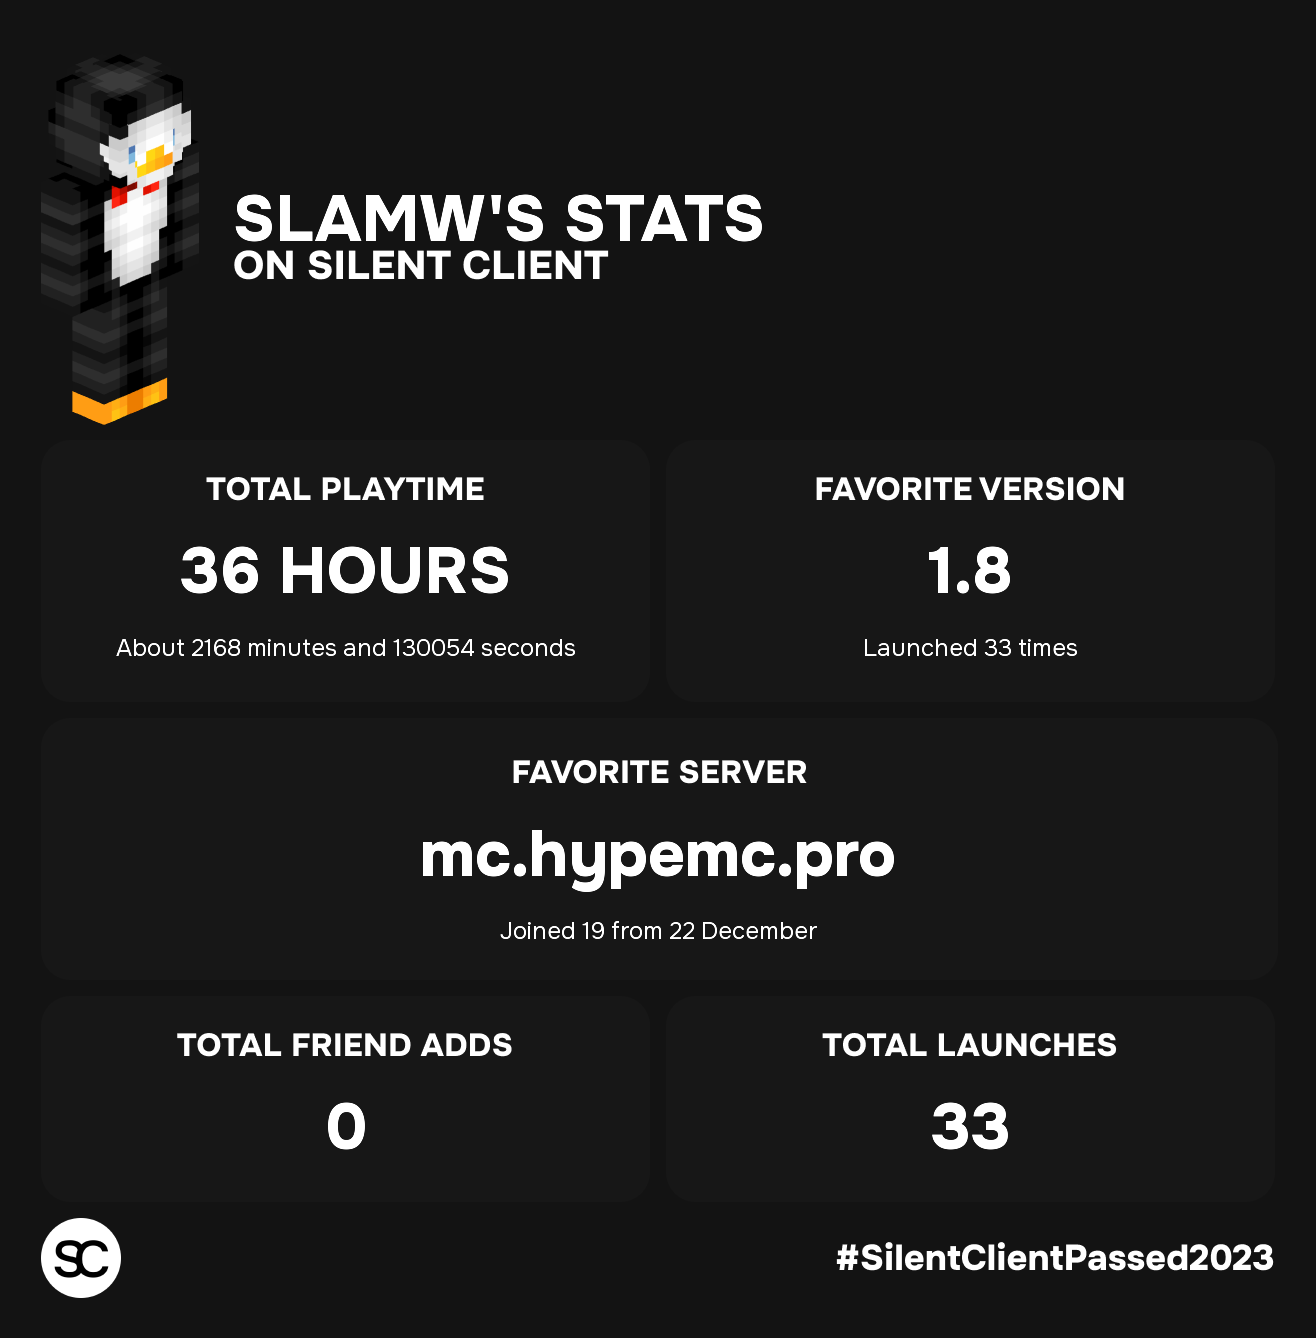 SLAMW'S STATS
ON SILENT CLIENT
TOTAL PLAYTIME
36 HOURS
About 2168 minutes and 130054 seconds
FAVORITE VERSION
1.8
Launched 33 times
FAVORITE SERVER
mc.hypemc.pro
Joined 19 from 22 December
TOTAL FRIEND ADDS
0
TOTAL LAUNCHES
33
SC
#SilentClientPassed2023